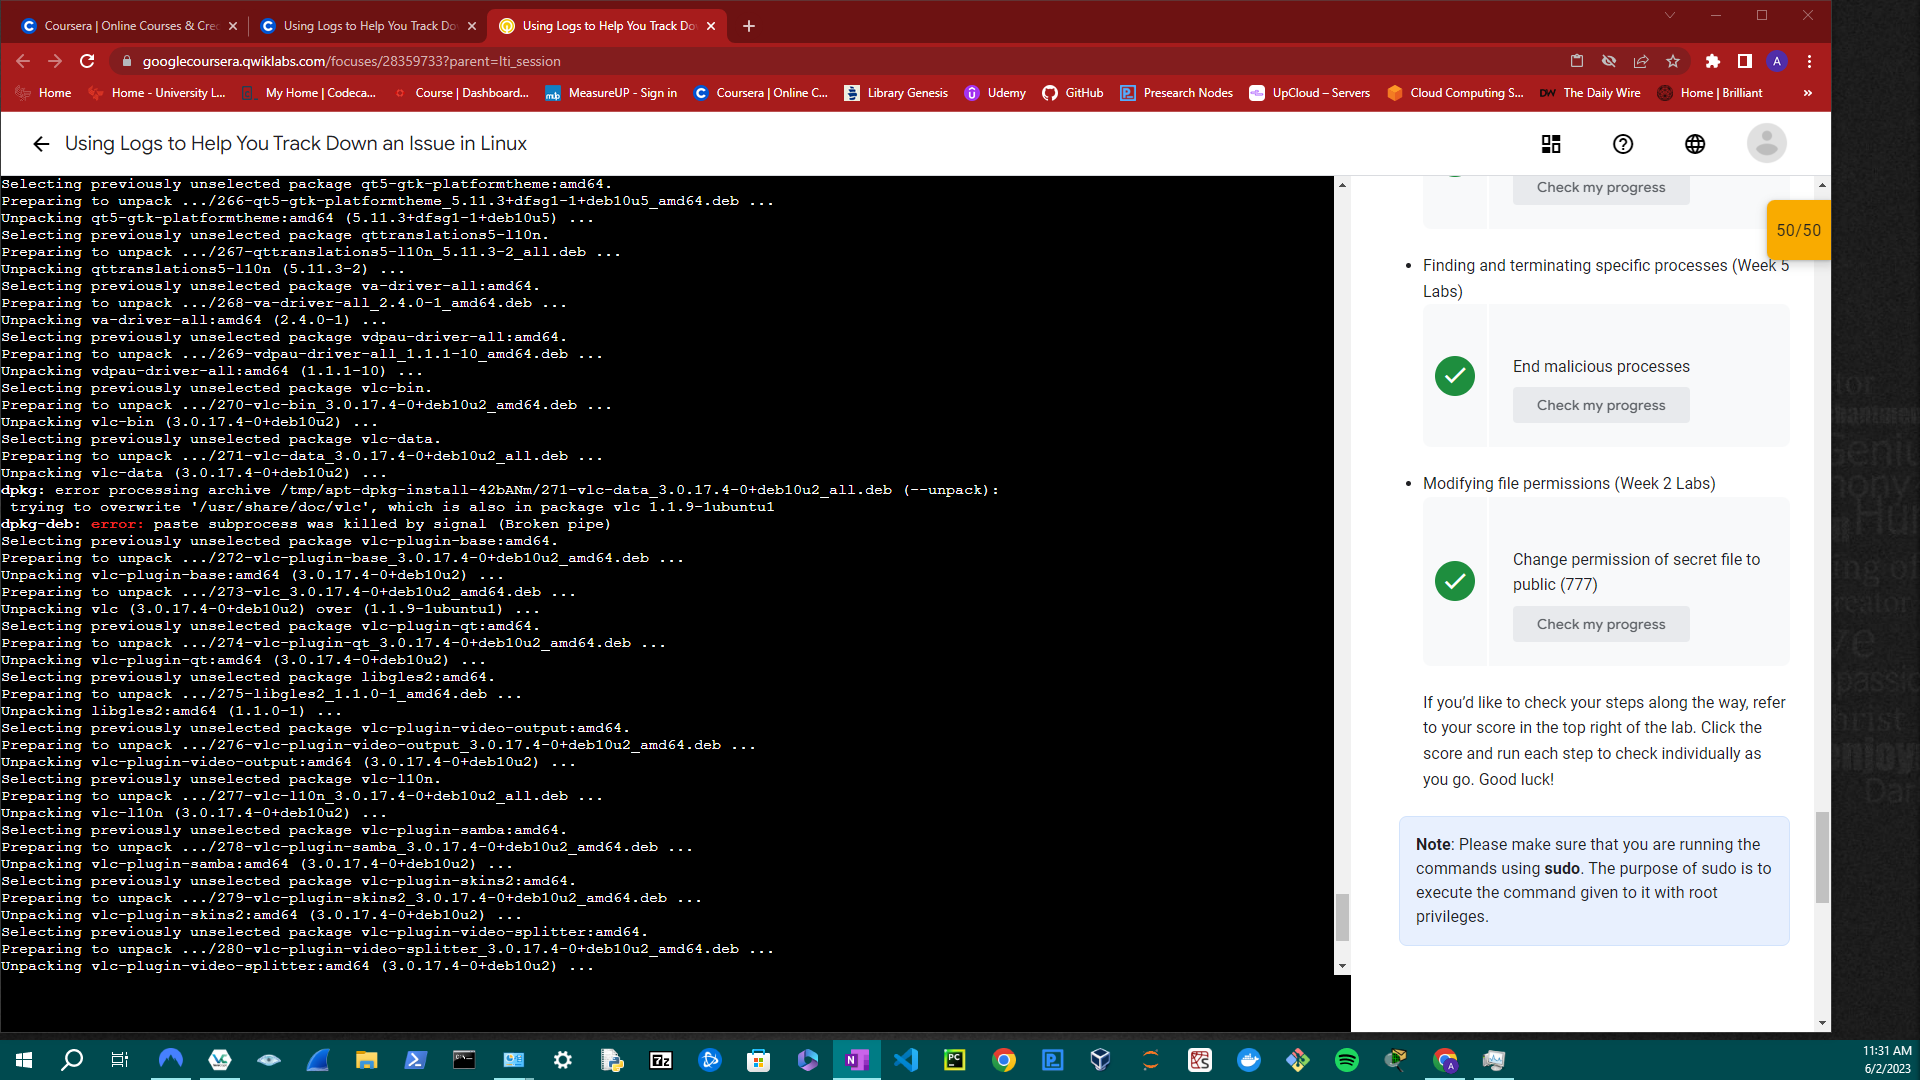 Coursera | Online Courses & Cre
Using Logs to Help You Track Do
Using Logs to Help You Track Do
googlecoursera.qwiklabs.com/focuses/28359733?parent=lti_session
A
Home
Home - University L...
My Home | Codeca...
Course | Dashboard...
MeasureUP - Sign in
Coursera | Online C...
Library Genesis
Udemy
GitHub
Presearch Nodes
UpCloud – Servers
Cloud Computing S...
DW The Daily Wire
Home | Brilliant
»
Using Logs to Help You Track Down an Issue in Linux
Selecting previously unselected package qt5-gtk-platformtheme:amd64.
Preparing to unpack .../266-qt5-gtk-platformtheme_5.11.3+dfsg1-1+deb10u5_amd64.deb ...
Unpacking qt5-gtk-platformtheme:amd64 (5.11.3+dfsg1-1+deb10u5) ...
Selecting previously unselected package qttranslations5-l10n.
Preparing to unpack .../267-qttranslations5-l10n_5.11.3-2_all.deb ...
Unpacking qttranslations5-l10n (5.11.3-2) ...
Selecting previously unselected package va-driver-all:amd64.
Preparing to unpack .../268-va-driver-all_2.4.0-1_amd64.deb ...
Unpacking va-driver-all:amd64 (2.4.0-1) ...
Selecting previously unselected package vdpau-driver-all:amd64.
Preparing to unpack .../269-vdpau-driver-all_1.1.1-10_amd64.deb ...
Unpacking vdpau-driver-all:amd64 (1.1.1-10) ...
Selecting previously unselected package vlc-bin.
Preparing to unpack .../270-vlc-bin_3.0.17.4-0+deb10u2_amd64.deb ...
Unpacking vlc-bin (3.0.17.4-0+deb10u2) ...
Selecting previously unselected package vlc-data.
Preparing to unpack .../271-vlc-data_3.0.17.4-0+deb10u2_all.deb ...
Unpacking vlc-data (3.0.17.4-0+deb10u2) ...
dpkg: error processing archive /tmp/apt-dpkg-install-42bANm/271-vlc-data_3.0.17.4-0+deb10u2_all.deb (--unpack):
trying to overwrite '/usr/share/doc/vlc', which is also in package vlc 1.1.9-1ubuntu1
dpkg-deb: error: paste subprocess was killed by signal (Broken pipe)
Selecting previously unselected package vlc-plugin-base:amd64.
Preparing to unpack .../272-vlc-plugin-base_3.0.17.4-0+deb10u2_amd64.deb ...
Unpacking vlc-plugin-base:amd64 (3.0.17.4-0+deb10u2) ...
Preparing to unpack .../273-vlc_3.0.17.4-0+deb10u2_amd64.deb ...
Unpacking vlc (3.0.17.4-0+deb10u2) over (1.1.9-1ubuntu1) ...
Selecting previously unselected package vlc-plugin-qt:amd64.
Preparing to unpack .../274-vlc-plugin-qt_3.0.17.4-0+deb10u2_amd64.deb ...
Unpacking vlc-plugin-qt:amd64 (3.0.17.4-0+deb10u2) ...
Selecting previously unselected package libgles2:amd64.
Preparing to unpack .../275-libgles2_1.1.0-1_amd64.deb ...
Unpacking libgles2:amd64 (1.1.0-1) ...
Selecting previously unselected package vlc-plugin-video-output:amd64.
Preparing to unpack .../276-vlc-plugin-video-output_3.0.17.4-0+deb10u2_amd64.deb ...
Unpacking vlc-plugin-video-output:amd64 (3.0.17.4-0+deb10u2) ...
Selecting previously unselected package vlc-l10n.
Preparing to unpack .../277-vlc-l10n_3.0.17.4-0+deb10u2_all.deb ...
Unpacking vlc-l10n (3.0.17.4-0+deb10u2) ...
Selecting previously unselected package vlc-plugin-samba:amd64.
Preparing to unpack .../278-vlc-plugin-samba_3.0.17.4-0+deb10u2_amd64.deb ...
Unpacking vlc-plugin-samba:amd64 (3.0.17.4-0+deb10u2) ...
Selecting previously unselected package vlc-plugin-skins2:amd64.
Preparing to unpack .../279-vlc-plugin-skins2_3.0.17.4-0+deb10u2_amd64.deb ...
Unpacking vlc-plugin-skins2:amd64 (3.0.17.4-0+deb10u2) ...
Selecting previously unselected package vlc-plugin-video-splitter:amd64.
Preparing to unpack .../280-vlc-plugin-video-splitter_3.0.17.4-0+deb10u2_amd64.deb ...
Unpacking vlc-plugin-video-splitter:amd64 (3.0.17.4-0+deb10u2) ...
Check my progress
50/50
• Finding and terminating specific processes (Week 5
Labs)
End malicious processes
Check my progress
• Modifying file permissions (Week 2 Labs)
Change permission of secret file to
public (777)
Check my progress
If you’d like to check your steps along the way, refer
to your score in the top right of the lab. Click the
score and run each step to check individually as
you go. Good luck!
Note: Please make sure that you are running the
commands using sudo. The purpose of sudo is to
execute the command given to it with root
privileges.
11:31 AM
6/2/2023